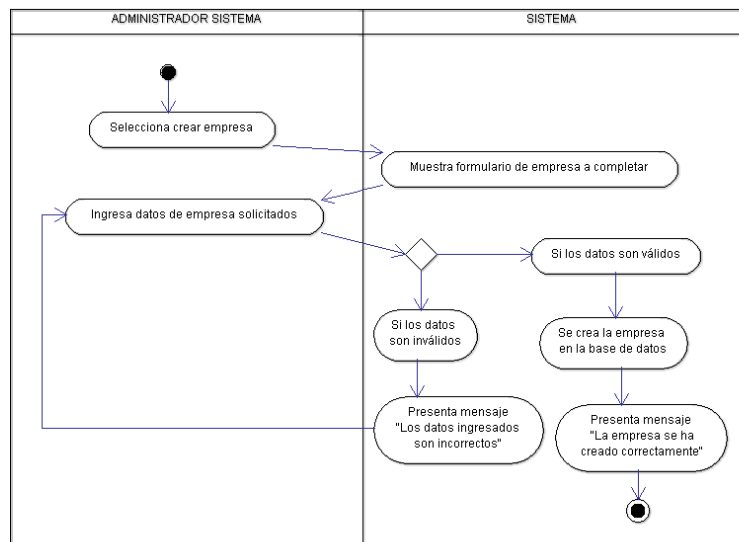 ADMINISTRADOR SISTEMA
SISTEMA
Selecciona crear empresa
Muestra formulario de empresa a completar
Ingresa datos de empresa solicitados
Si los datos son válidos
Si los datos
son inválidos
Se crea la empresa
en la base de datos
Presenta mensaje
"Los datos ingresados
son incorrectos"
Presenta mensaje
"La empresa se ha
creado correctamente"